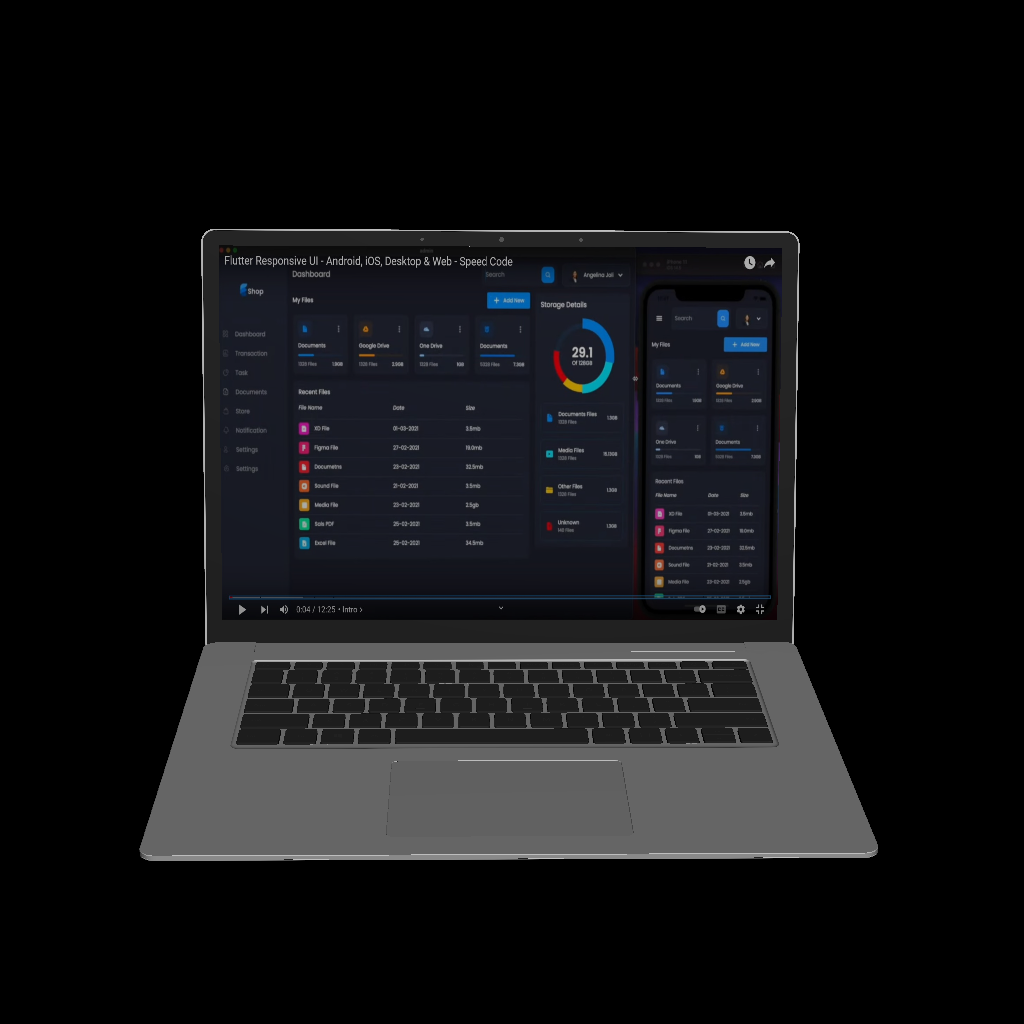 Flutter Responsive UI - Android, iOS, Desktop & Web - Speed Code
Shop
Dashboard
Transaction
Task
Documents
Store
Notification
Settings
Settings
Dashboard
Search
Angelina Joli
My Files
+ Add New
Documents
1328 Files 1.9GB
Google Drive
1328 Files 2.9GB
One Drive
1328 Files 1GB
Documents
5328 Files 7.3GB
Recent Files
File Name Date Size
XD File 01-03-2021 3.5mb
Figma File 27-02-2021 19.0mb
Documetns 23-02-2021 32.5mb
Sound File 21-02-2021 3.5mb
Media File 23-02-2021 2.5gb
Sals PDF 25-02-2021 3.5mb
Excel File 25-02-2021 34.5mb
Storage Details
29.1
Of 128GB
Documents Files
1328 Files
1.3GB
Media Files
1328 Files
15.3GB
Other Files
1328 Files
1.3GB
Unknown
140 Files
1.3GB
Search
My Files
+ Add New
Documents
1328 Files 1.9GB
Google Drive
1328 Files 2.9GB
One Drive
1328 Files 1GB
Documents
5328 Files 7.3GB
Recent Files
File Name Date Size
XD File 01-03-2021 3.5mb
Figma File 27-02-2021 19.0mb
Documetns 23-02-2021 32.5mb
Sound File 21-02-2021 3.5mb
Media File 23-02-2021 2.5gb
0:04 / 12:25 • Intro ›